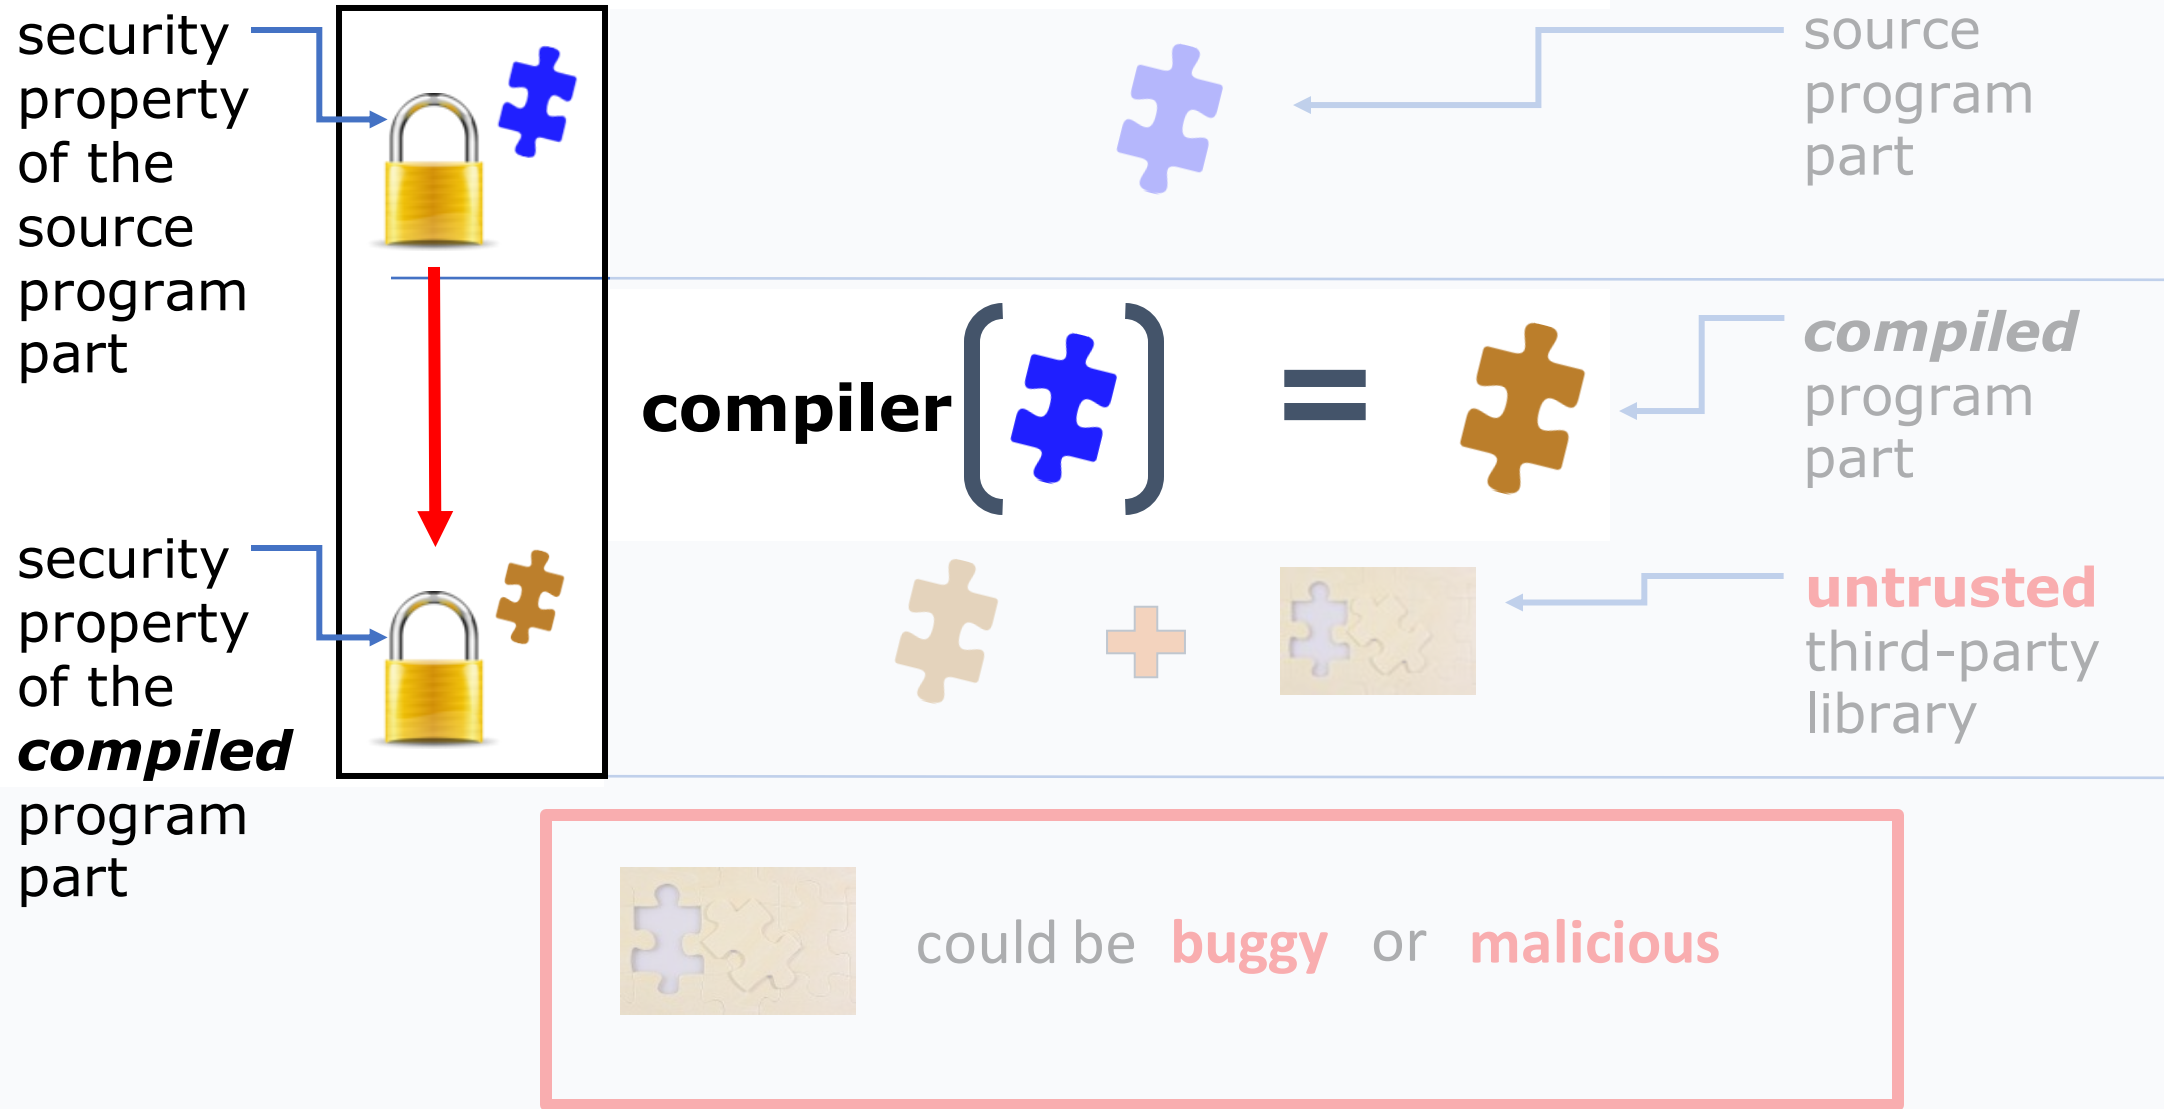 security
property
of the
source
program
part
source
program
part
compiler ( ) =
compiled
program
part
security
property
of the
compiled
program
part
+
untrusted
third-party
library
could be buggy or malicious